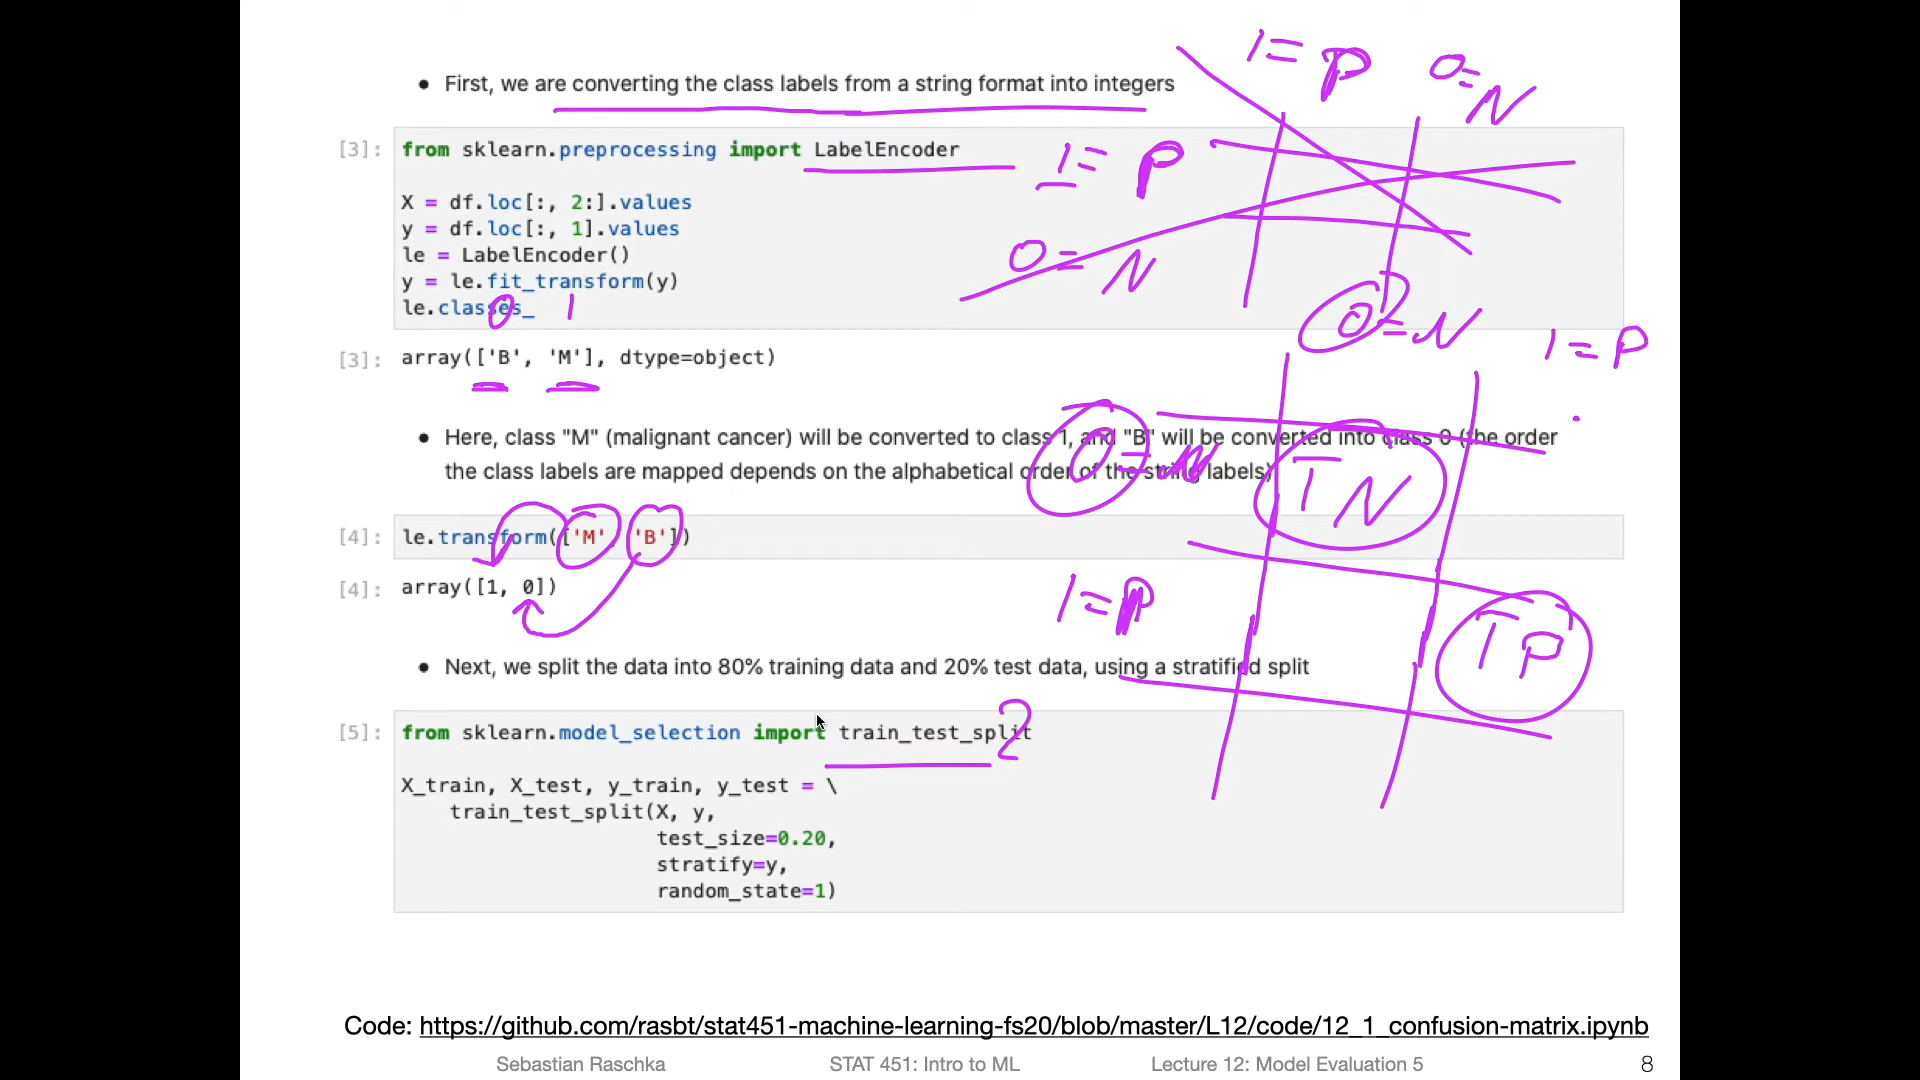 1 = P 0 = N
• First, we are converting the class labels from a string format into integers
[3]: from sklearn.preprocessing import LabelEncoder
1 = P
X = df.loc[:, 2:].values
y = df.loc[:, 1].values
le = LabelEncoder()
0 = N
y = le.fit_transform(y)
le.classes_
0 1
0 = N 1 = P
[3]: array(['B', 'M'], dtype=object)
• Here, class "M" (malignant cancer) will be converted to class 1, and "B" will be converted into class 0 (the order
the class labels are mapped depends on the alphabetical order of the string labels)
0 = N TN
[4]: le.transform(['M', 'B'])
[4]: array([1, 0])
1 = P TP
• Next, we split the data into 80% training data and 20% test data, using a stratified split
[5]: from sklearn.model_selection import train_test_split
2
X_train, X_test, y_train, y_test = \
train_test_split(X, y,
test_size=0.20,
stratify=y,
random_state=1)
Code: https://github.com/rasbt/stat451-machine-learning-fs20/blob/master/L12/code/12_1_confusion-matrix.ipynb
Sebastian Raschka STAT 451: Intro to ML Lecture 12: Model Evaluation 5 8